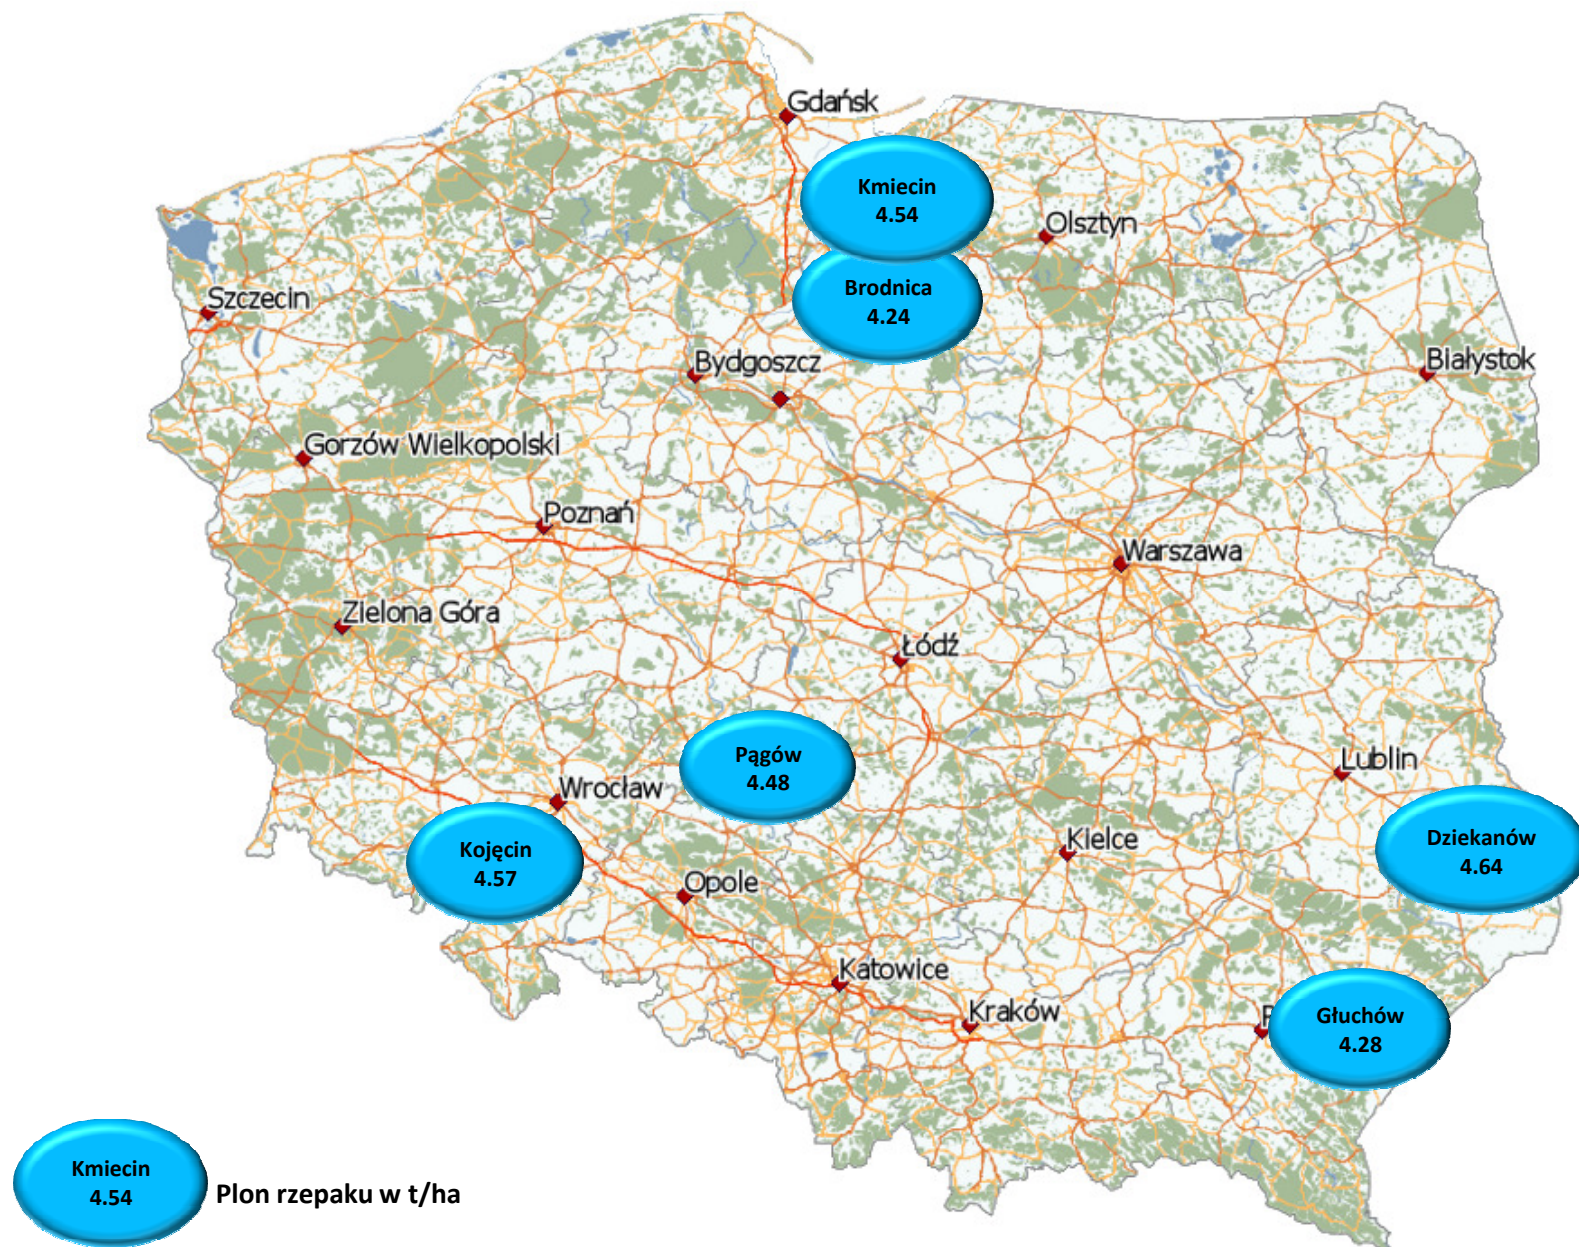 Gdańsk
Kmiecin
4.54
Olsztyn
Brodnica
4.24
Szczecin
Bydgoszcz
Białystok
Gorzów Wielkopolski
Poznań
Warszawa
Zielona Góra
Łódź
Pągów
4.48
Lublin
Wrocław
Kojęcin
4.57
Kielce
Dziekanów
4.64
Opole
Katowice
Kraków
Głuchów
4.28
Kmiecin
4.54
Plon rzepaku w t/ha